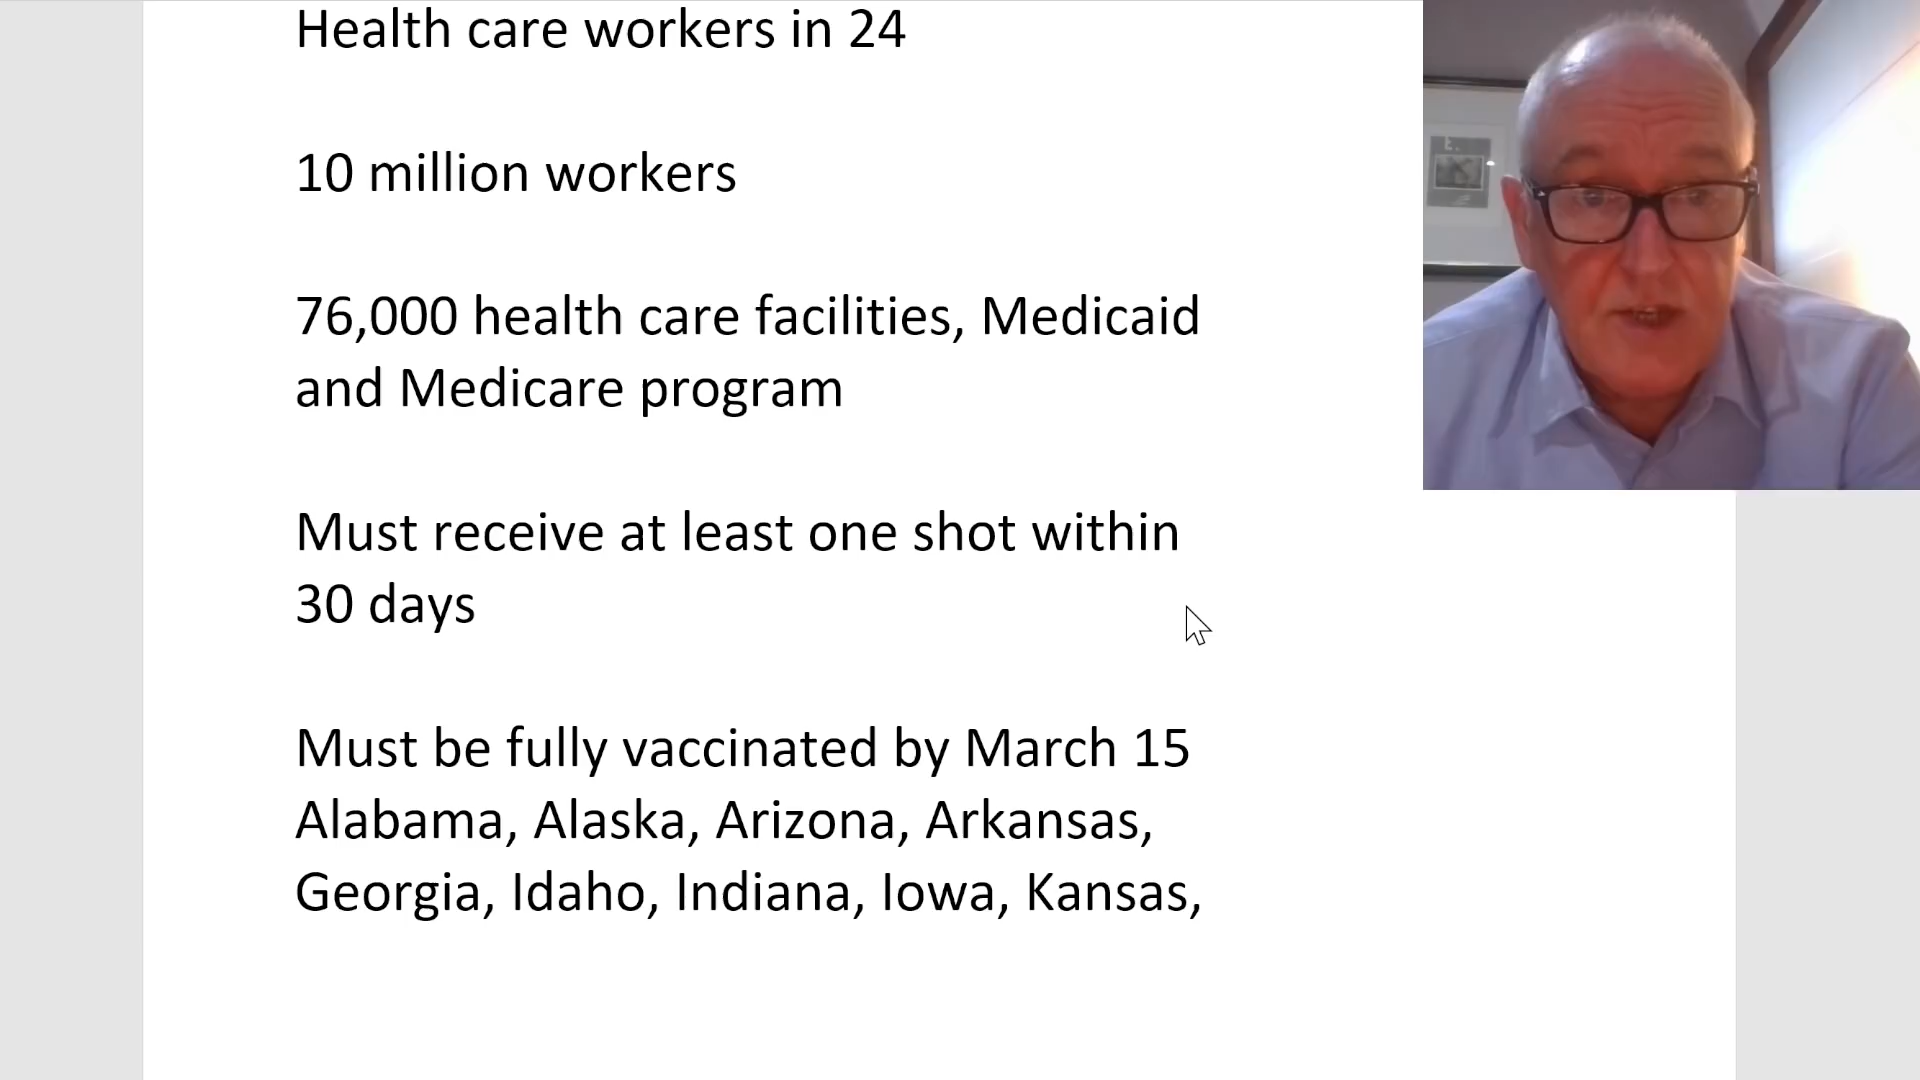 Health care workers in 24
10 million workers
76,000 health care facilities, Medicaid
and Medicare program
Must receive at least one shot within
30 days
Must be fully vaccinated by March 15
Alabama, Alaska, Arizona, Arkansas,
Georgia, Idaho, Indiana, Iowa, Kansas,